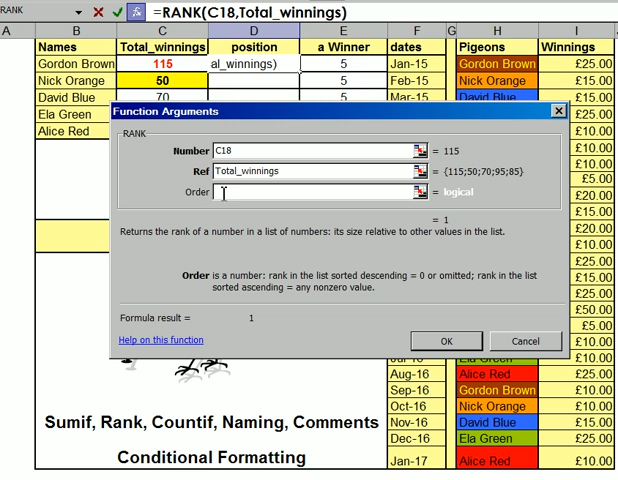 RANK =RANK(C18,Total_winnings)
A B C D E F G H I
Names Total_winnings position a Winner dates Pigeons Winnings
Gordon Brown 115 al_winnings) 5 Jan-15 Gordon Brown £25.00
Nick Orange 50 5 Feb-15 Nick Orange £15.00
David Blue 70 5 Mar-15 David Blue £15.00
Ela Green £25.00
Alice Red £10.00
Function Arguments
RANK
Number C18 = 115
Ref Total_winnings = {115;50;70;95;85}
Order = logical
= 1
Returns the rank of a number in a list of numbers: its size relative to other values in the list.
Order is a number: rank in the list sorted descending = 0 or omitted; rank in the list
sorted ascending = any nonzero value.
Formula result = 1
Help on this function OK Cancel
£10.00
£10.00
£5.00
£20.00
£15.00
£20.00
£10.00
£25.00
£15.00
£25.00
£50.00
£5.00
£10.00
Jul-16 Ela Green £10.00
Aug-16 Alice Red £25.00
Sep-16 Gordon Brown £10.00
Oct-16 Nick Orange £10.00
Nov-16 David Blue £15.00
Dec-16 Ela Green £25.00
Jan-17 Alice Red £10.00
Sumif, Rank, Countif, Naming, Comments
Conditional Formatting